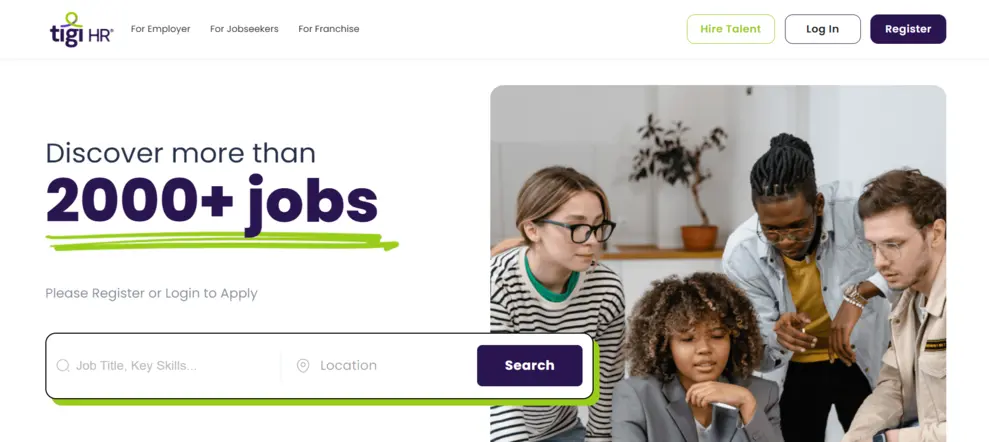 tigi HR®
For Employer
For Jobseekers
For Franchise
Hire Talent
Log In
Register
Discover more than
2000+ jobs
Please Register or Login to Apply
Job Title, Key Skills...
Location
Search